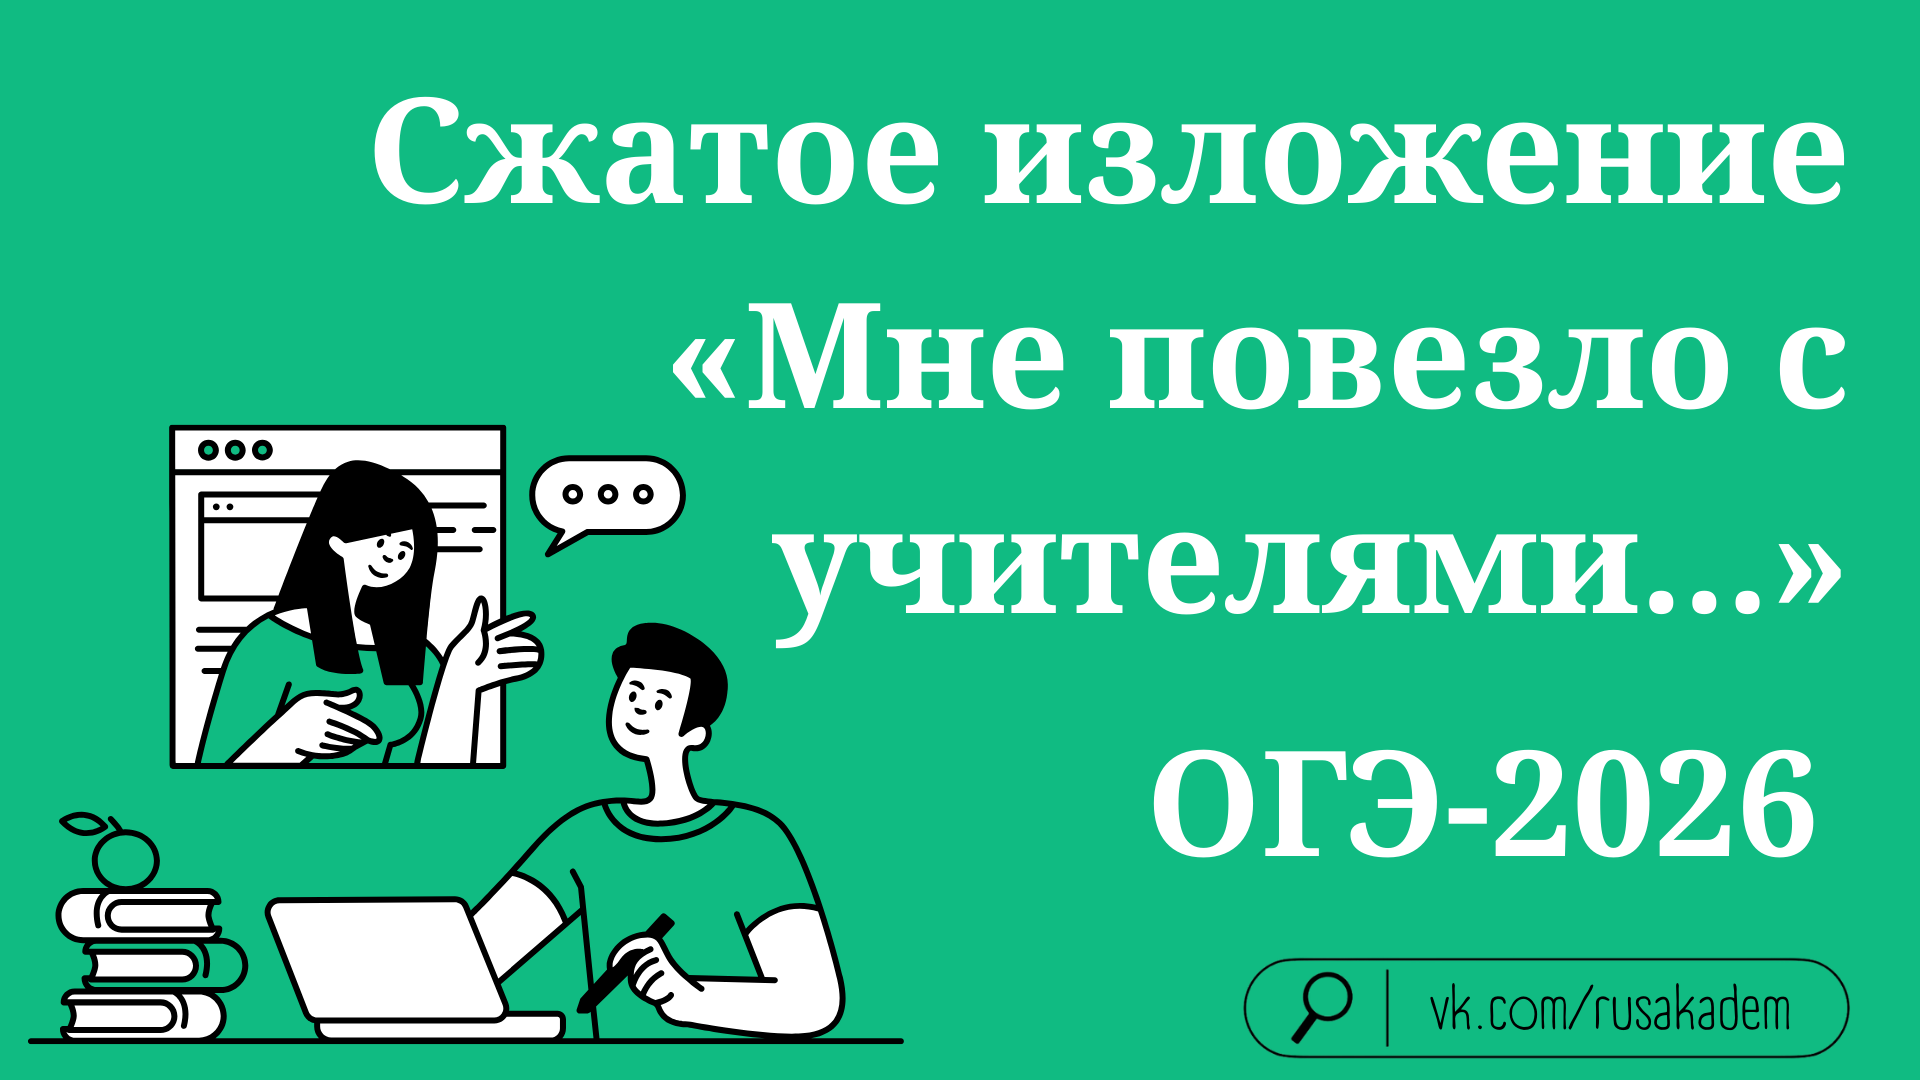 Сжатое изложение
«Мне повезло с
учителями...»
ОГЭ-2026
vk.com/rusakadem